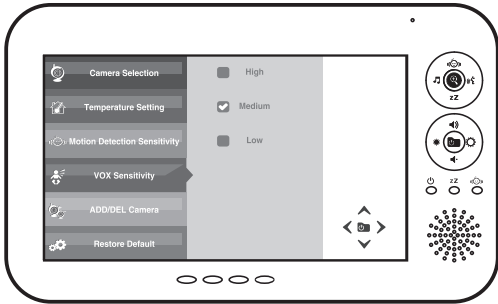 Camera Selection
Temperature Setting
Motion Detection Sensitivity
VOX Sensitivity
ADD/DEL Camera
Restore Default
High
Medium
Low
zZ
zZ